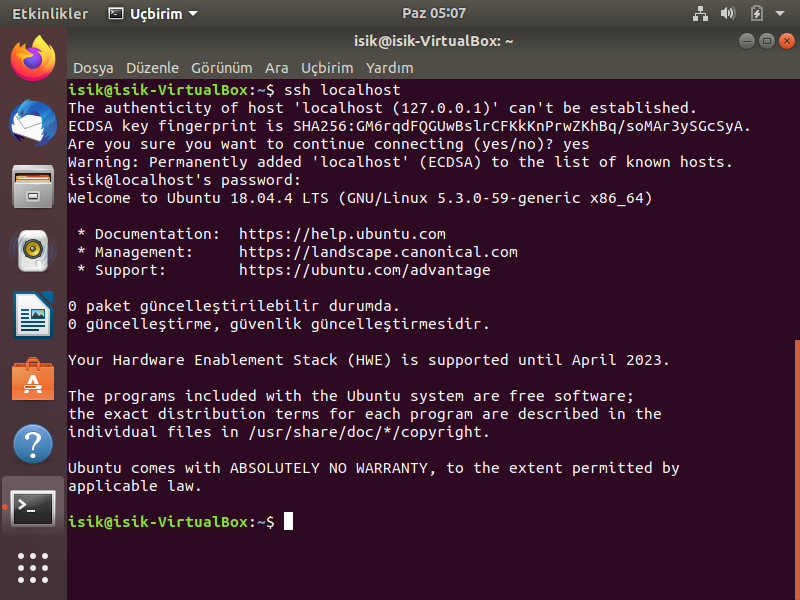 Etkinlikler Uçbirim Paz 05:07
isik@isik-VirtualBox: ~
Dosya Düzenle Görünüm Ara Uçbirim Yardım
isik@isik-VirtualBox:~$ ssh localhost
The authenticity of host 'localhost (127.0.0.1)' can't be established.
ECDSA key fingerprint is SHA256:GM6rqdFQGUwBslrCFKkKnPrwZKhBq/soMAr3ySGcSyA.
Are you sure you want to continue connecting (yes/no)? yes
Warning: Permanently added 'localhost' (ECDSA) to the list of known hosts.
isik@localhost's password:
Welcome to Ubuntu 18.04.4 LTS (GNU/Linux 5.3.0-59-generic x86_64)
* Documentation: https://help.ubuntu.com
* Management: https://landscape.canonical.com
* Support: https://ubuntu.com/advantage
0 paket güncelleştirilebilir durumda.
0 güncelleştirme, güvenlik güncelleştirmesidir.
Your Hardware Enablement Stack (HWE) is supported until April 2023.
The programs included with the Ubuntu system are free software;
the exact distribution terms for each program are described in the
individual files in /usr/share/doc/*/copyright.
Ubuntu comes with ABSOLUTELY NO WARRANTY, to the extent permitted by
applicable law.
isik@isik-VirtualBox:~$